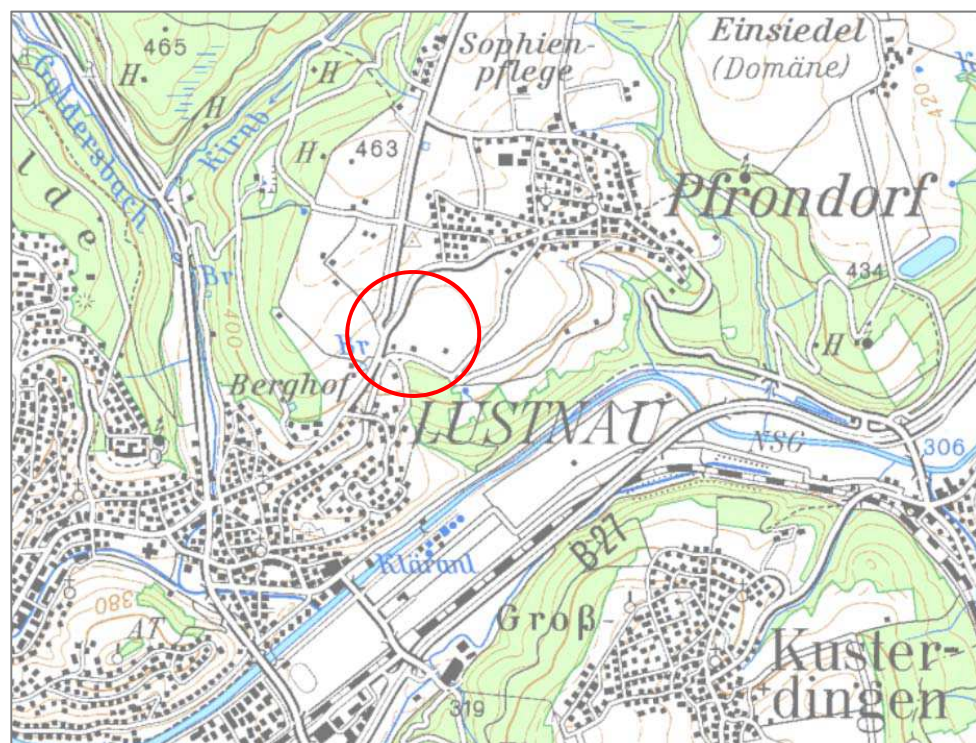 465
Goldersbach
H
H
H
Kirnb
Sophien-
pflege
Einsiedel
(Domäne)
420
463
H
l
d
e
Pfrondorf
Br
400
434
H
Br
Berghof
LUSTNAU
NSG
306
Kläranl
B-27
380
AT
Groß-
Kuster-
dingen
319